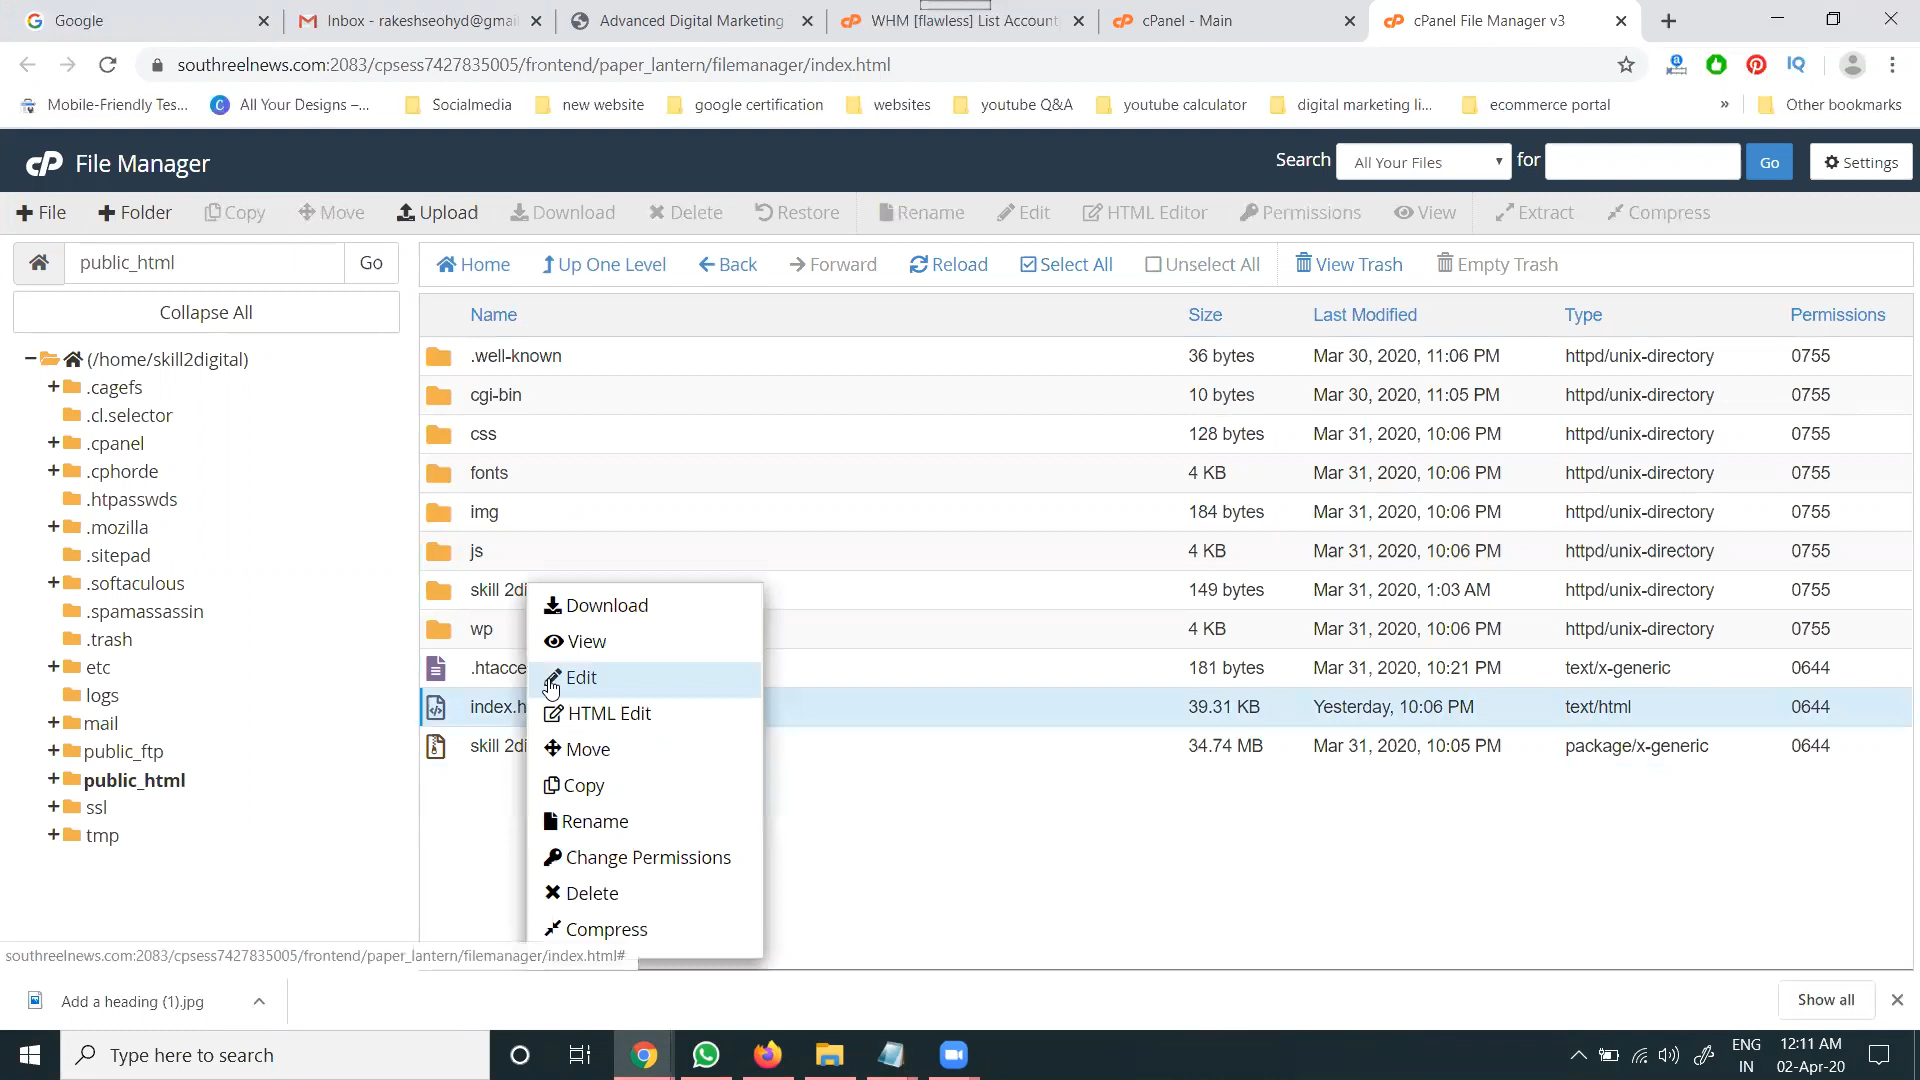 Google
Inbox - rakeshseohyd@gmai
Advanced Digital Marketing
WHM [flawless] List Account
cPanel - Main
cPanel File Manager v3
southreelnews.com:2083/cpsess7427835005/frontend/paper_lantern/filemanager/index.html
Mobile-Friendly Tes...
All Your Designs –...
Socialmedia
new website
google certification
websites
youtube Q&A
youtube calculator
digital marketing li...
ecommerce portal
»
Other bookmarks
cP File Manager
Search
All Your Files
for
Go
Settings
File
Folder
Copy
Move
Upload
Download
Delete
Restore
Rename
Edit
HTML Editor
Permissions
View
Extract
Compress
public_html
Go
Home
Up One Level
Back
Forward
Reload
Select All
Unselect All
View Trash
Empty Trash
Collapse All
(/home/skill2digital)
.cagefs
.cl.selector
.cpanel
.cphorde
.htpasswds
.mozilla
.sitepad
.softaculous
.spamassassin
.trash
etc
logs
mail
public_ftp
public_html
ssl
tmp
Name Size Last Modified Type Permissions
.well-known 36 bytes Mar 30, 2020, 11:06 PM httpd/unix-directory 0755
cgi-bin 10 bytes Mar 30, 2020, 11:05 PM httpd/unix-directory 0755
css 128 bytes Mar 31, 2020, 10:06 PM httpd/unix-directory 0755
fonts 4 KB Mar 31, 2020, 10:06 PM httpd/unix-directory 0755
img 184 bytes Mar 31, 2020, 10:06 PM httpd/unix-directory 0755
js 4 KB Mar 31, 2020, 10:06 PM httpd/unix-directory 0755
skill 2di 149 bytes Mar 31, 2020, 1:03 AM httpd/unix-directory 0755
wp 4 KB Mar 31, 2020, 10:06 PM httpd/unix-directory 0755
.htacce 181 bytes Mar 31, 2020, 10:21 PM text/x-generic 0644
index.h 39.31 KB Yesterday, 10:06 PM text/html 0644
skill 2di 34.74 MB Mar 31, 2020, 10:05 PM package/x-generic 0644
Download
View
Edit
HTML Edit
Move
Copy
Rename
Change Permissions
Delete
Compress
southreelnews.com:2083/cpsess7427835005/frontend/paper_lantern/filemanager/index.html#
Add a heading (1).jpg
Show all
Type here to search
ENG
IN
12:11 AM
02-Apr-20